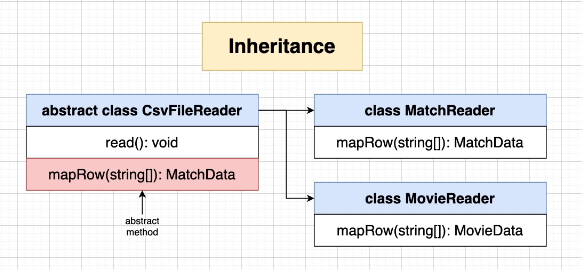 Inheritance
abstract class CsvFileReader
read(): void
mapRow(string[]): MatchData
abstract
method
class MatchReader
mapRow(string[]): MatchData
class MovieReader
mapRow(string[]): MovieData